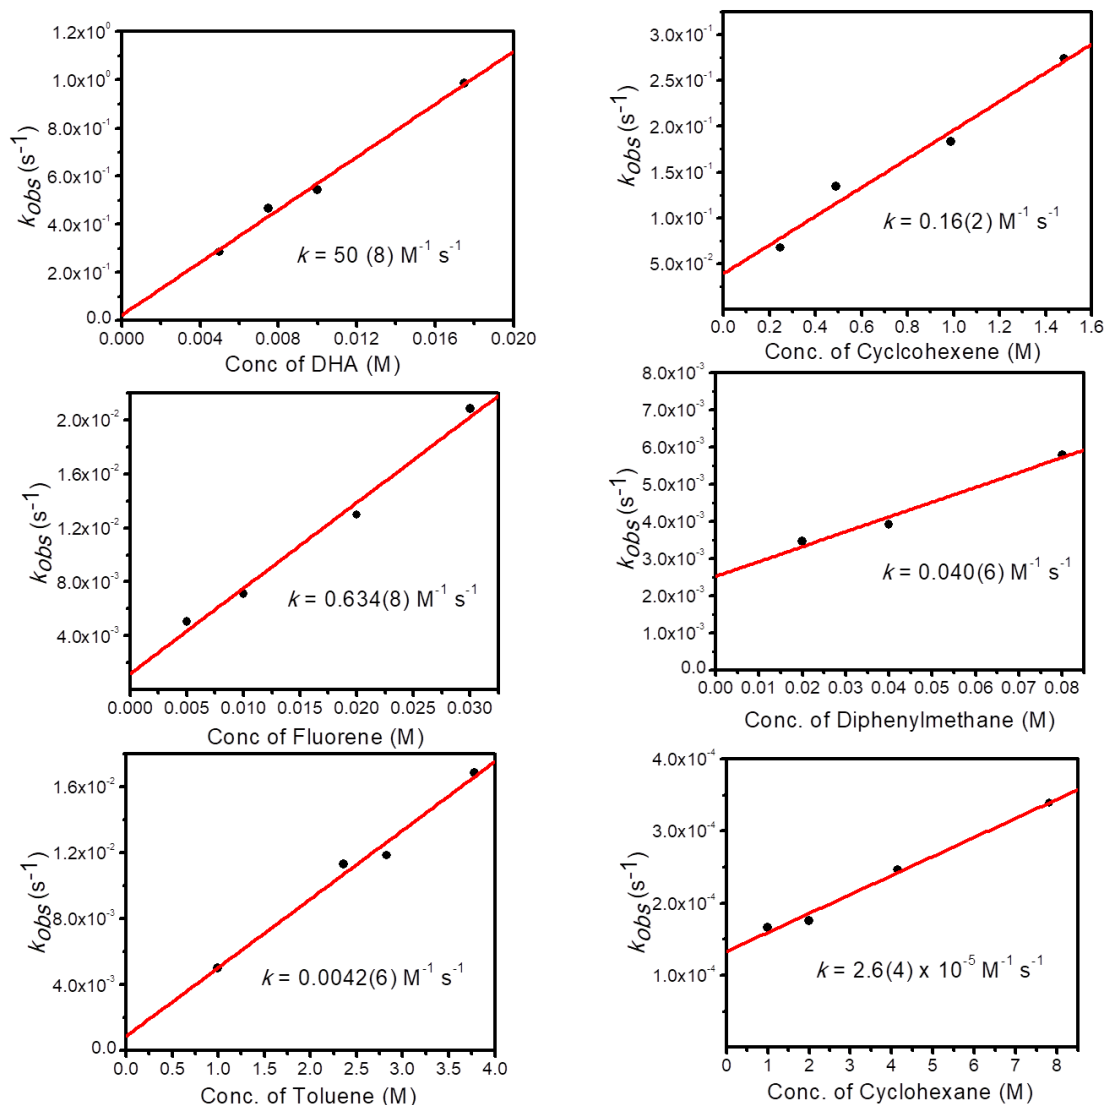 1.2x10⁰
1.0x10⁰
8.0x10⁻¹
6.0x10⁻¹
4.0x10⁻¹
2.0x10⁻¹
0.0
kobs (s⁻¹)
k = 50 (8) M⁻¹ s⁻¹
0.000 0.004 0.008 0.012 0.016 0.020
Conc of DHA (M)
3.0x10⁻¹
2.5x10⁻¹
2.0x10⁻¹
1.5x10⁻¹
1.0x10⁻¹
5.0x10⁻²
kobs (s⁻¹)
k = 0.16(2) M⁻¹ s⁻¹
0.0 0.2 0.4 0.6 0.8 1.0 1.2 1.4 1.6
Conc. of Cyclcohexene (M)
2.0x10⁻²
1.6x10⁻²
1.2x10⁻²
8.0x10⁻³
4.0x10⁻³
kobs (s⁻¹)
k = 0.634(8) M⁻¹ s⁻¹
0.000 0.005 0.010 0.015 0.020 0.025 0.030
Conc of Fluorene (M)
8.0x10⁻³
7.0x10⁻³
6.0x10⁻³
5.0x10⁻³
4.0x10⁻³
3.0x10⁻³
2.0x10⁻³
1.0x10⁻³
0.0
kobs (s⁻¹)
k = 0.040(6) M⁻¹ s⁻¹
0.00 0.01 0.02 0.03 0.04 0.05 0.06 0.07 0.08
Conc. of Diphenylmethane (M)
1.6x10⁻²
1.2x10⁻²
8.0x10⁻³
4.0x10⁻³
0.0
kobs (s⁻¹)
k = 0.0042(6) M⁻¹ s⁻¹
0.0 0.5 1.0 1.5 2.0 2.5 3.0 3.5 4.0
Conc. of Toluene (M)
4.0x10⁻⁴
3.0x10⁻⁴
2.0x10⁻⁴
1.0x10⁻⁴
kobs (s⁻¹)
k = 2.6(4) x 10⁻⁵ M⁻¹ s⁻¹
0 1 2 3 4 5 6 7 8
Conc. of Cyclohexane (M)